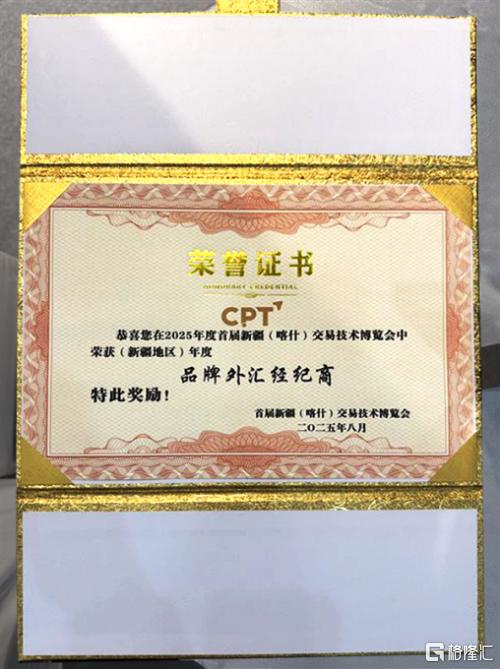 荣誉证书
HONORARY CREDENTIAL
CPT
恭喜您在2025年度首届新疆（喀什）交易技术博览会中
荣获（新疆地区）年度
品牌外汇经纪商
特此奖励！
首届新疆（喀什）交易技术博览会
二〇二五年八月
格隆汇